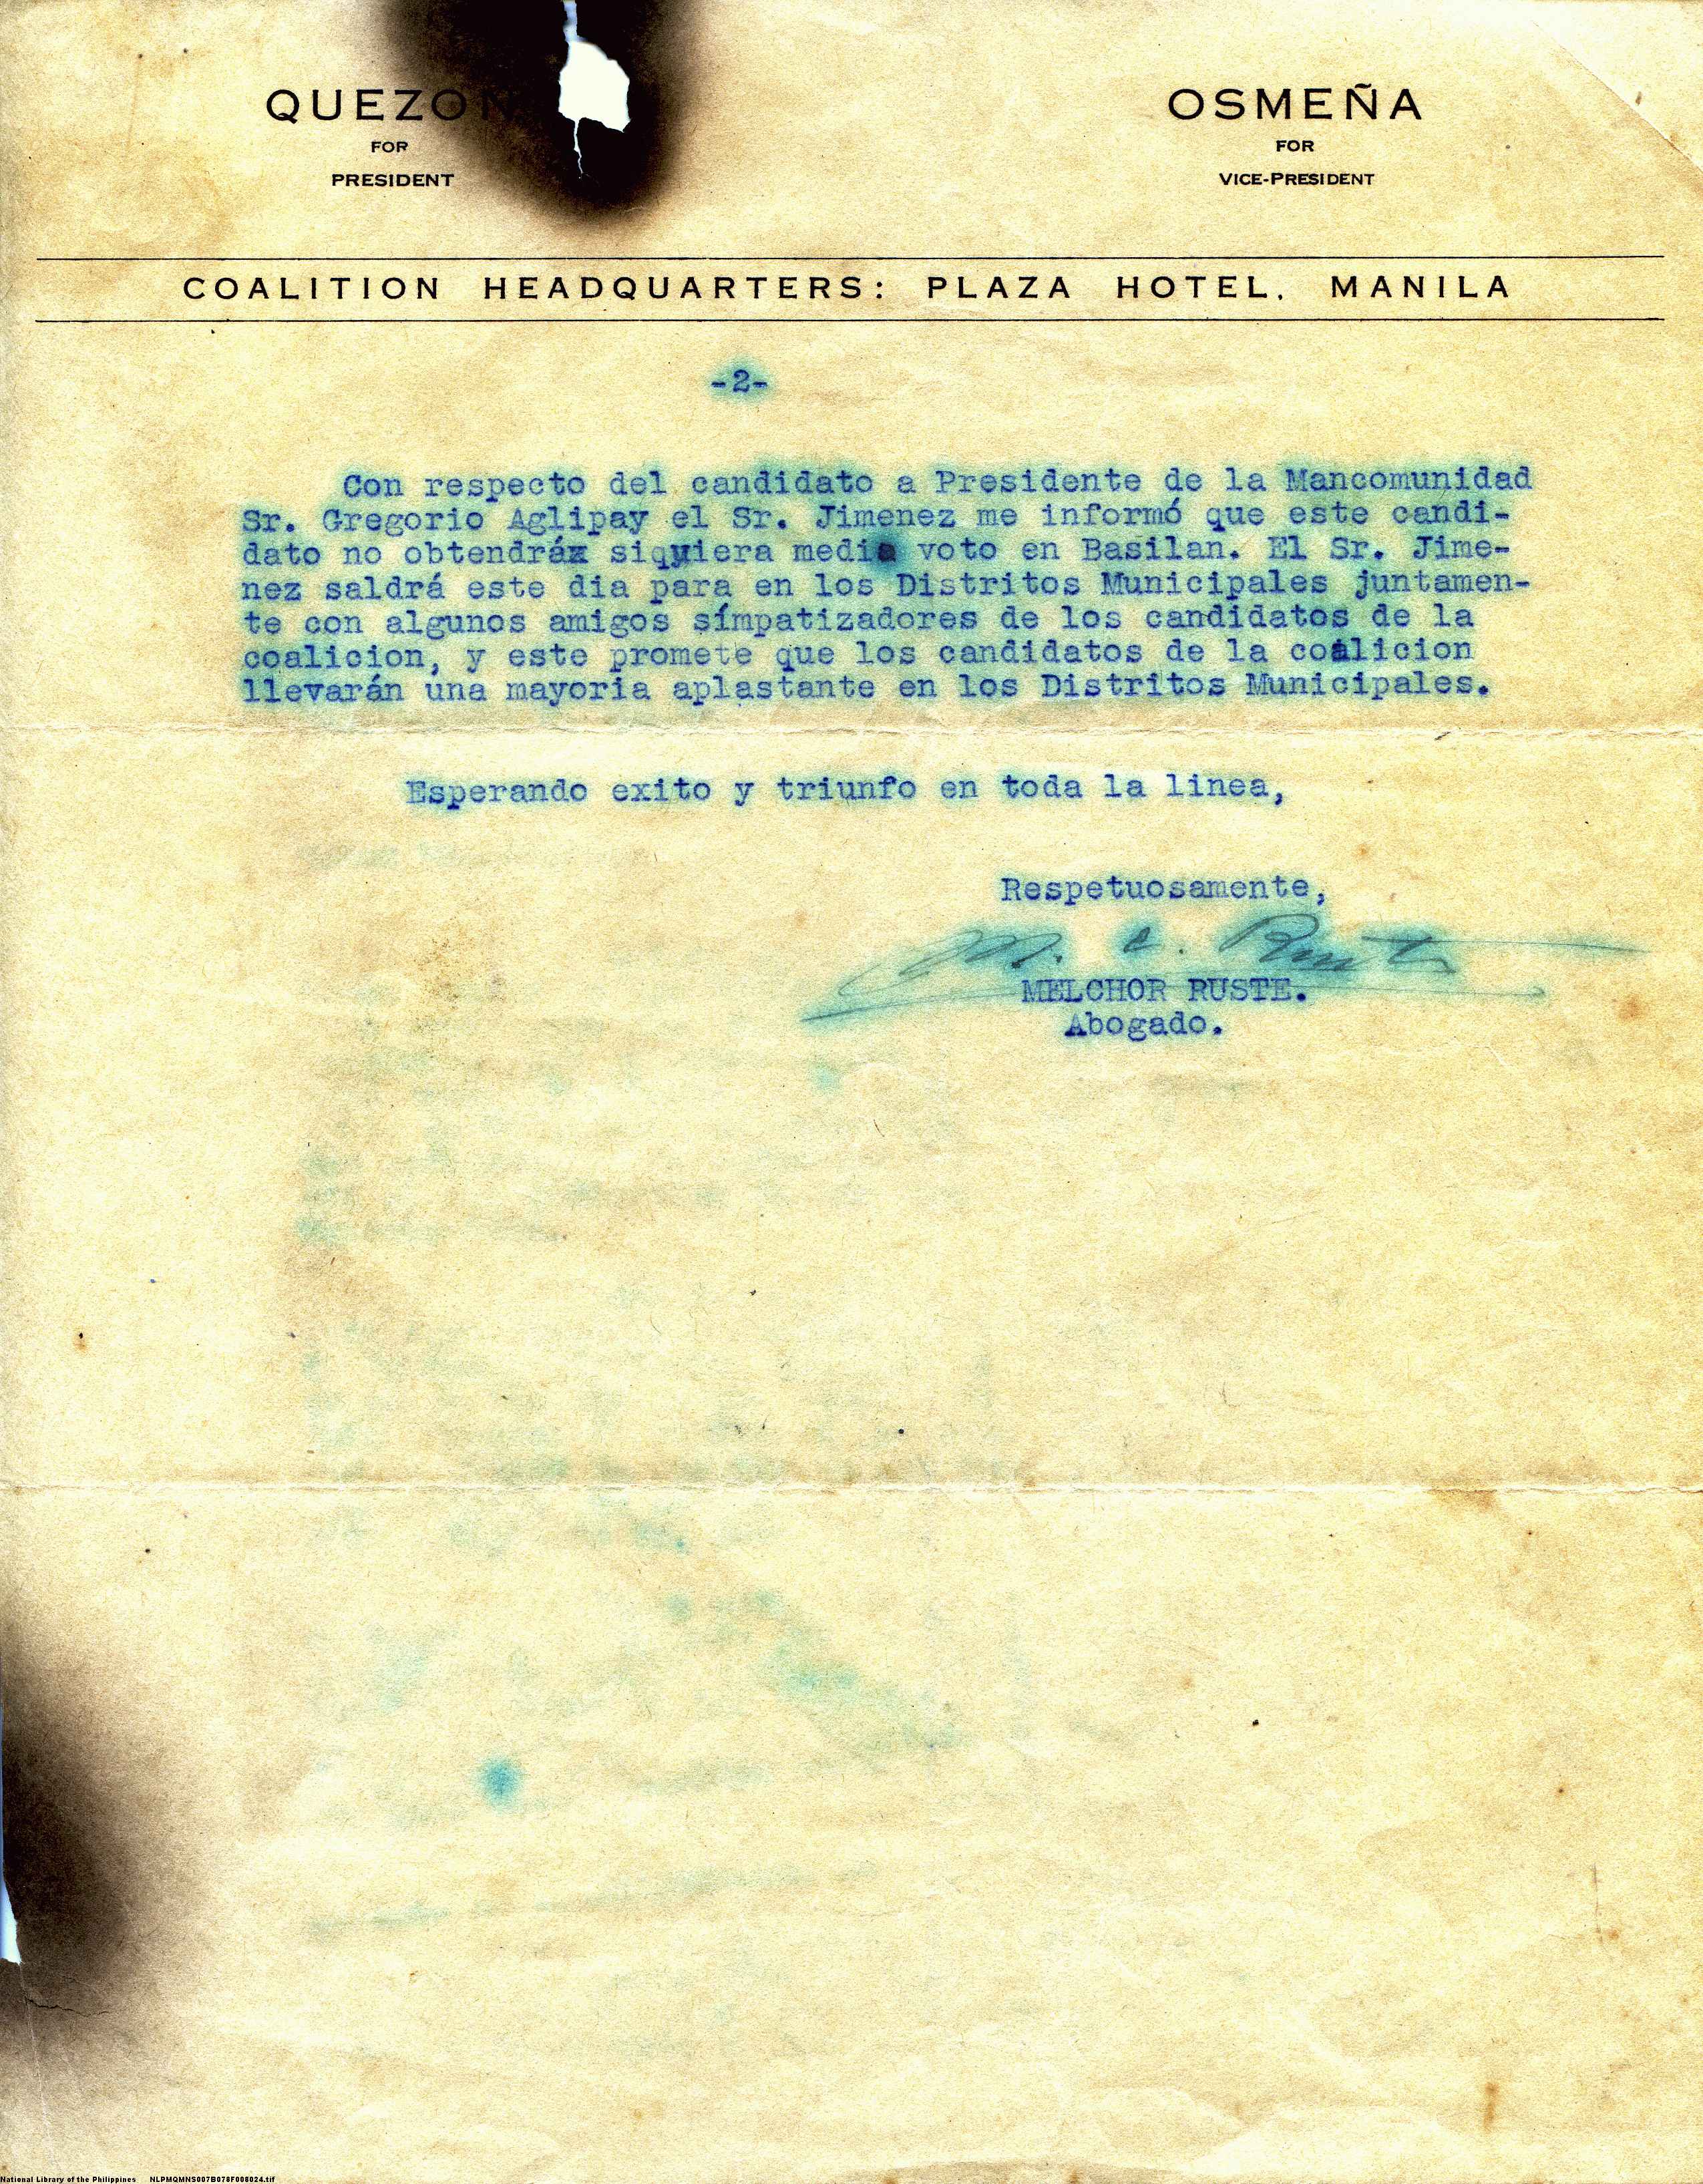 QUEZON
FOR
PRESIDENT
OSMEÑA
FOR
VICE-PRESIDENT
COALITION HEADQUARTERS: PLAZA HOTEL, MANILA
-2-
Con respecto del candidato a Presidente de la Mancomunidad
Sr. Gregorio Aglipay el Sr. Jimenez me informó que este candi-
dato no obtendráx siquiera media voto en Basilan. El Sr. Jime-
nez saldrá este dia para en los Distritos Municipales juntamen-
te con algunos amigos símpatizadores de los candidatos de la
coalicion, y este promete que los candidatos de la coalicion
llevarán una mayoria aplastante en los Distritos Municipales.
Esperando exito y triunfo en toda la linea,
Respetuosamente,
M. C. Ruste
MELCHOR RUSTE.
Abogado.
National Library of the Philippines NLPMQMNS007B078F008024.tif